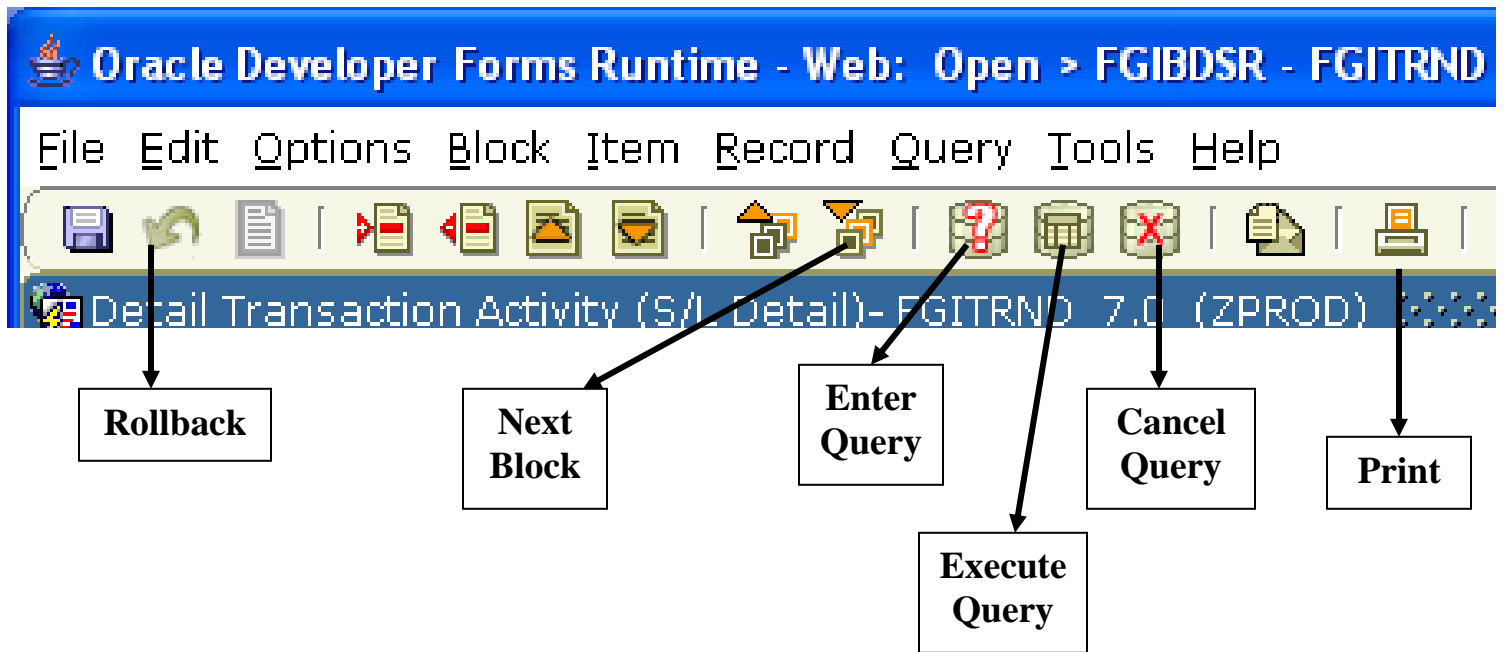 Oracle Developer Forms Runtime - Web: Open > FGIBDSR - FGITRND
File Edit Options Block Item Record Query Tools Help
Detail Transaction Activity (S/L Detail)- FGITRND 7.0 (ZPROD)
Rollback
Next
Block
Enter
Query
Execute
Query
Cancel
Query
Print